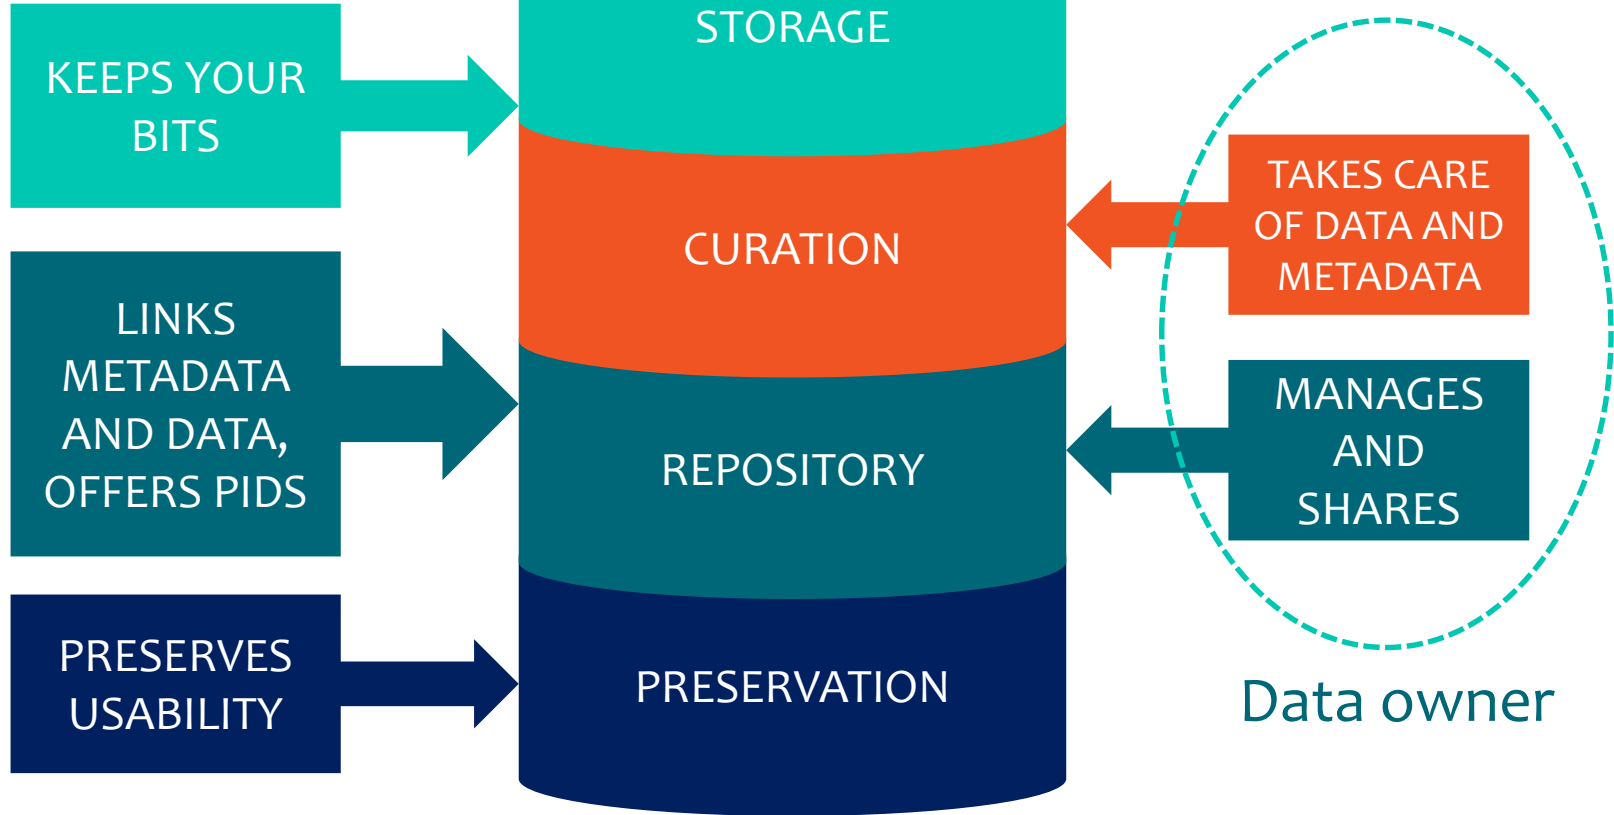 KEEPS YOUR
BITS
LINKS
METADATA
AND DATA,
OFFERS PIDS
PRESERVES
USABILITY
STORAGE
CURATION
REPOSITORY
PRESERVATION
TAKES CARE
OF DATA AND
METADATA
MANAGES
AND
SHARES
Data owner